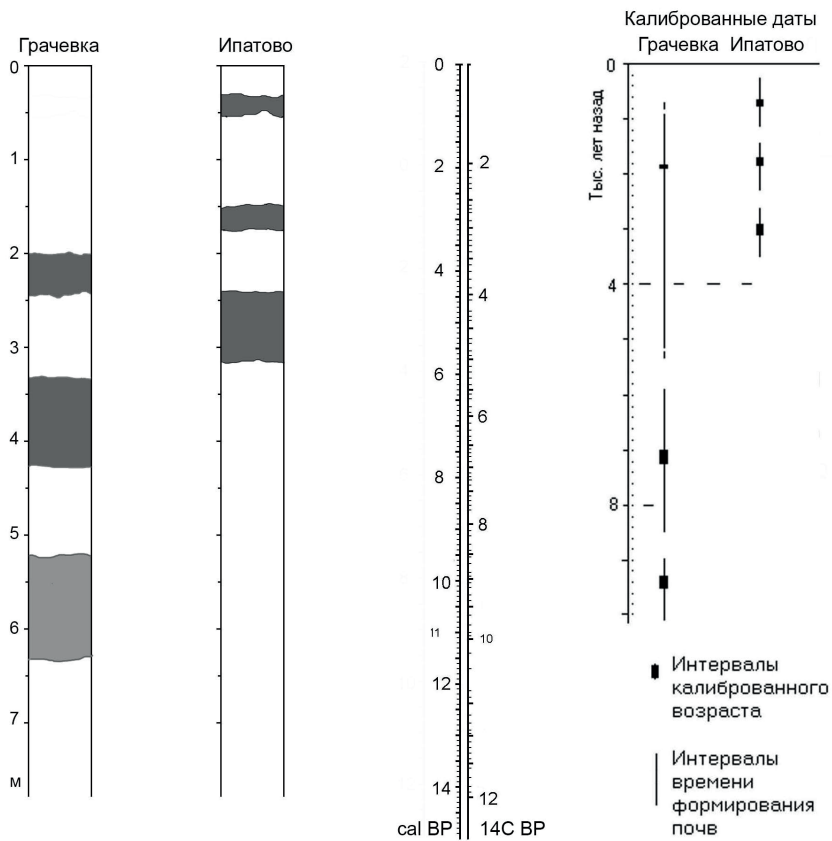 Калиброванные даты
Грачевка Ипатово
Грачевка
Ипатово
0
1
2
3
4
5
6
7
м
0
2
4
6
8
10
11
12
14
cal BP
2
4
6
8
10
12
14C BP
0
4
8
Тыс. лет назад
Интервалы
калиброванного
возраста
Интервалы
времени
формирования
почв